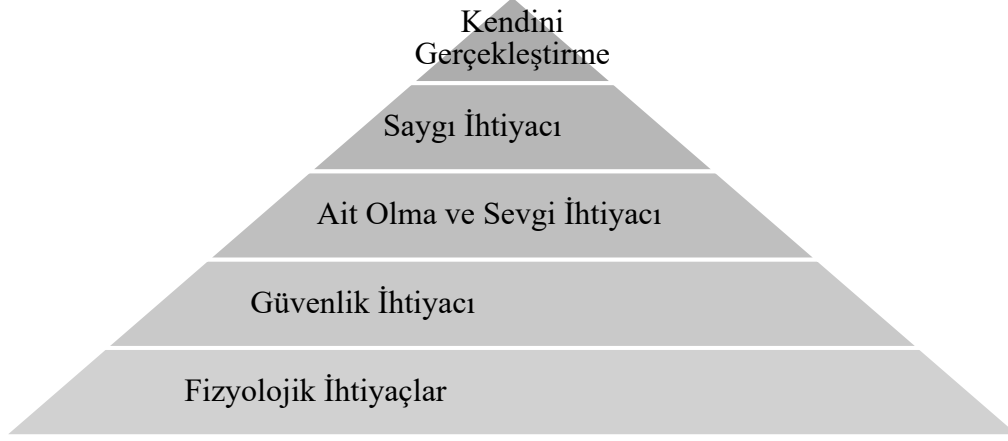 Kendini
Gerçekleştirme
Saygı İhtiyacı
Ait Olma ve Sevgi İhtiyacı
Güvenlik İhtiyacı
Fizyolojik İhtiyaçlar